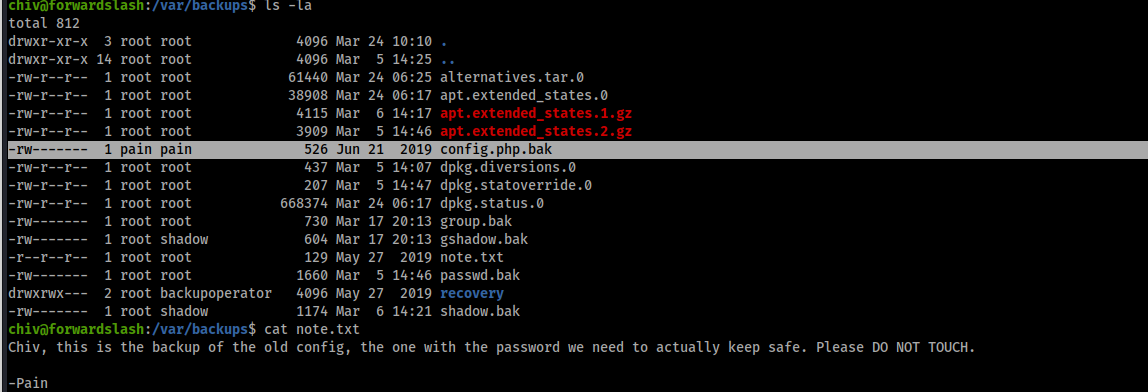 chiv@forwardslash:/var/backups$ ls -la
total 812
drwxr-xr-x  3 root root             4096 Mar 24 10:10 .
drwxr-xr-x 14 root root             4096 Mar  5 14:25 ..
-rw-r--r--  1 root root            61440 Mar 24 06:25 alternatives.tar.0
-rw-r--r--  1 root root            38908 Mar 24 06:17 apt.extended_states.0
-rw-r--r--  1 root root             4115 Mar  6 14:17 apt.extended_states.1.gz
-rw-r--r--  1 root root             3909 Mar  5 14:46 apt.extended_states.2.gz
-rw-------  1 pain pain              526 Jun 21  2019 config.php.bak
-rw-r--r--  1 root root              437 Mar  5 14:07 dpkg.diversions.0
-rw-r--r--  1 root root              207 Mar  5 14:47 dpkg.statoverride.0
-rw-r--r--  1 root root           668374 Mar 24 06:17 dpkg.status.0
-rw-------  1 root root              730 Mar 17 20:13 group.bak
-rw-------  1 root shadow            604 Mar 17 20:13 gshadow.bak
-r--r--r--  1 root root              129 May 27  2019 note.txt
-rw-------  1 root root             1660 Mar  5 14:46 passwd.bak
drwxrwx---  2 root backupoperator   4096 May 27  2019 recovery
-rw-------  1 root shadow           1174 Mar  6 14:21 shadow.bak
chiv@forwardslash:/var/backups$ cat note.txt
Chiv, this is the backup of the old config, the one with the password we need to actually keep safe. Please DO NOT TOUCH.
-Pain